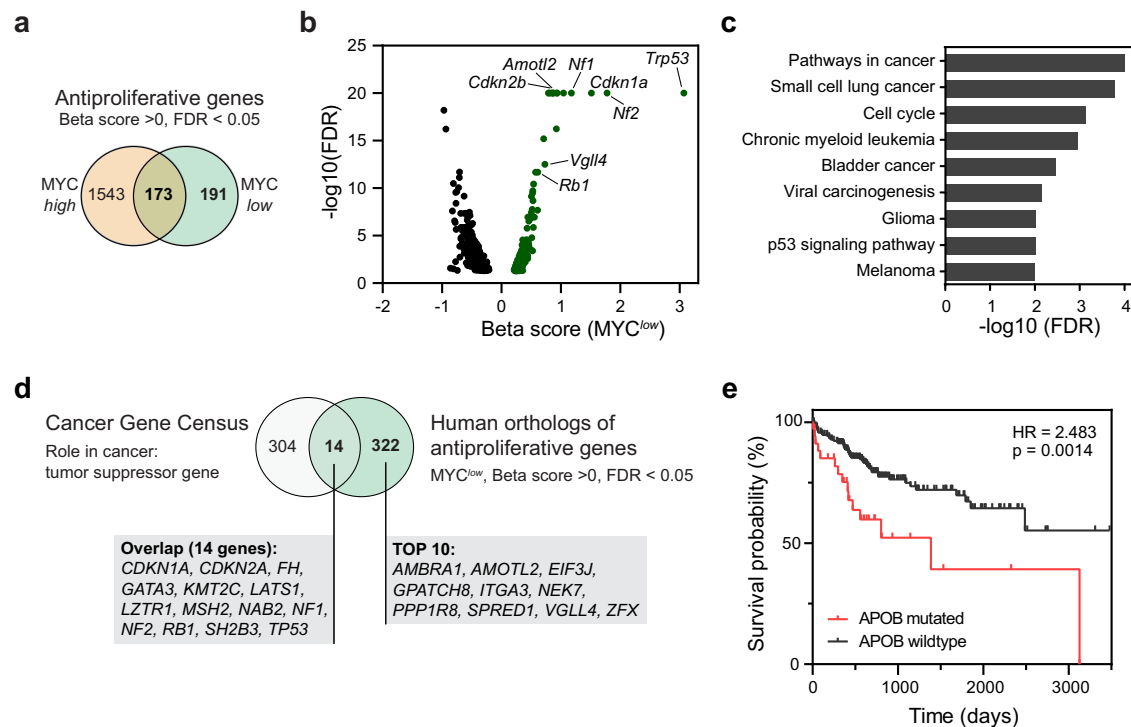 a
Antiproliferative genes
Beta score >0, FDR < 0.05
MYC
high
1543
173
191
MYC
low
b
25
20
15
10
5
0
-log10(FDR)
Amotl2
Nf1
Trp53
Cdkn2b
Cdkn1a
Nf2
Vgll4
Rb1
-2
-1
0
1
2
3
Beta score (MYClow)
c
Pathways in cancer
Small cell lung cancer
Cell cycle
Chronic myeloid leukemia
Bladder cancer
Viral carcinogenesis
Glioma
p53 signaling pathway
Melanoma
0
1
2
3
4
-log10 (FDR)
d
Cancer Gene Census
Role in cancer:
tumor suppressor gene
304
14
322
Human orthologs of
antiproliferative genes
MYClow, Beta score >0, FDR < 0.05
Overlap (14 genes):
CDKN1A, CDKN2A, FH,
GATA3, KMT2C, LATS1,
LZTR1, MSH2, NAB2, NF1,
NF2, RB1, SH2B3, TP53
TOP 10:
AMBRA1, AMOTL2, EIF3J,
GPATCH8, ITGA3, NEK7,
PPP1R8, SPRED1, VGLL4, ZFX
e
100
50
0
Survival probability (%)
HR = 2.483
p = 0.0014
APOB mutated
APOB wildtype
0
1000
2000
3000
Time (days)